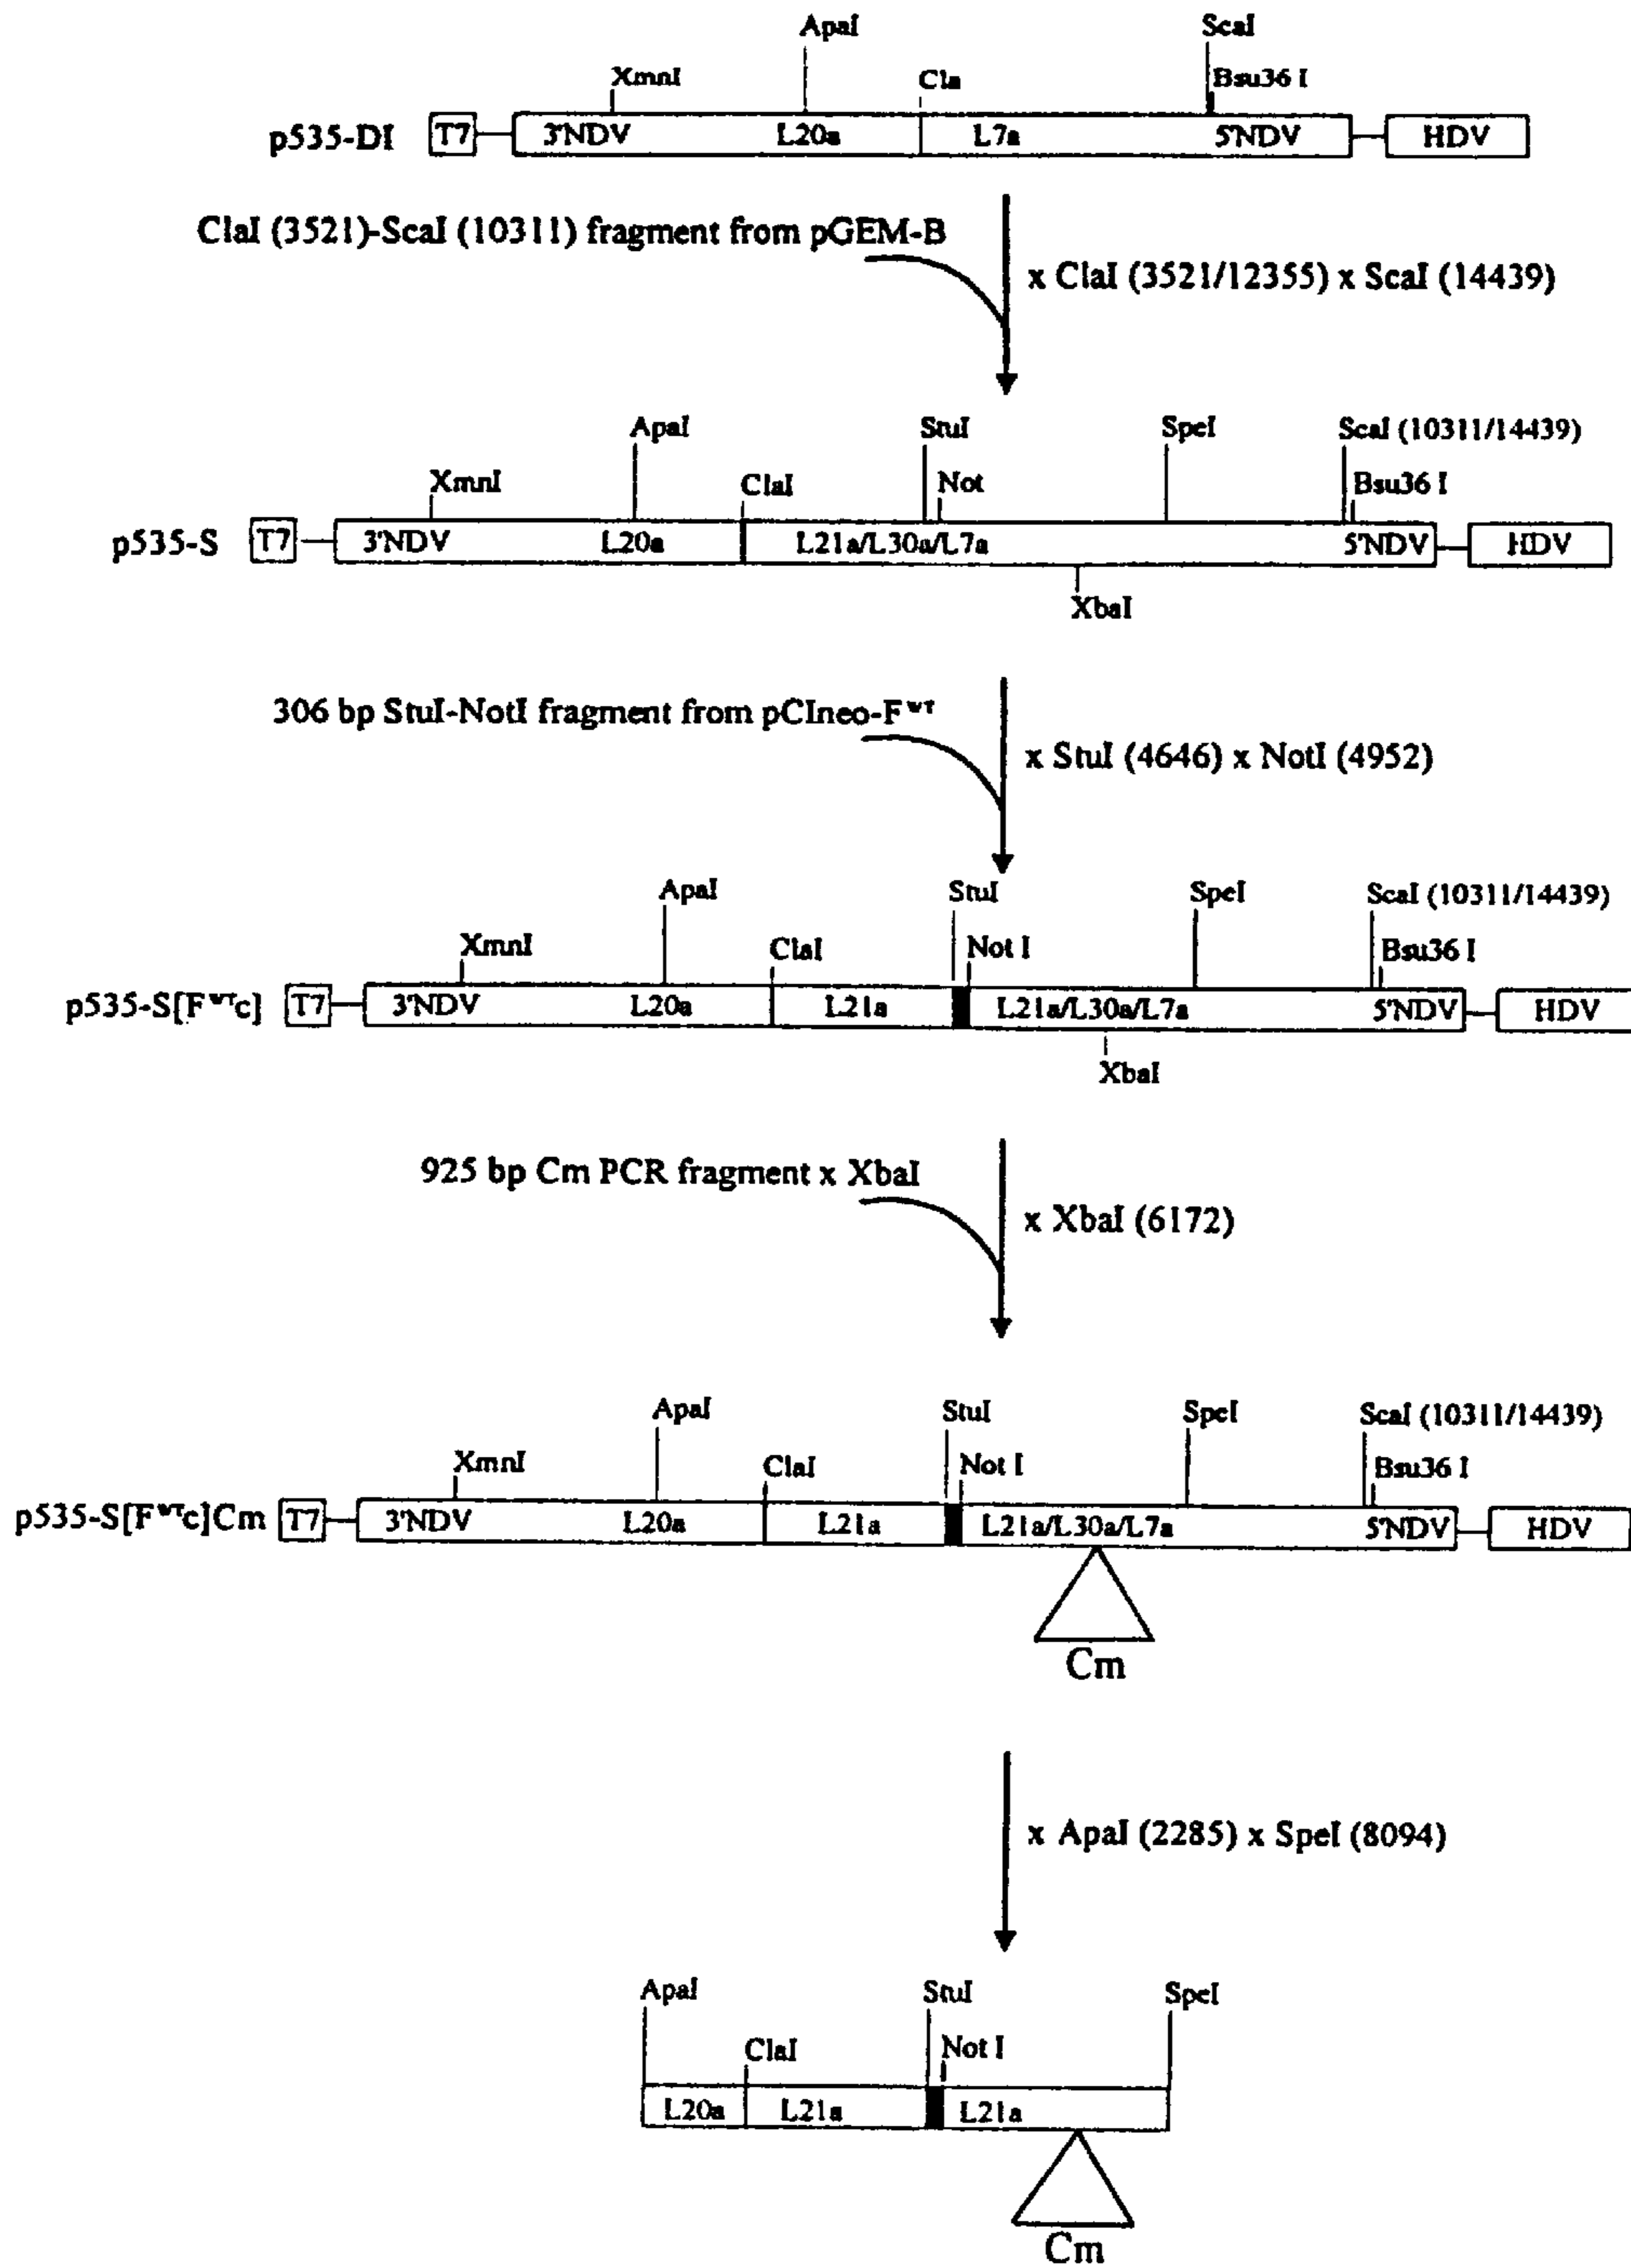 ApaI ScaI
XmnI Cla Bsu36 I
p535-DI T7 3'NDV L20a L7a 5'NDV HDV
ClaI (3521)-ScaI (10311) fragment from pGEM-B
x ClaI (3521/12355) x ScaI (14439)
ApaI StuI SpeI ScaI (10311/14439)
XmnI ClaI Not Bsu36 I
p535-S T7 3'NDV L20a L21a/L30a/L7a 5'NDV HDV
XbaI
306 bp StuI-NotI fragment from pCIneo-F^WT
x StuI (4646) x NotI (4952)
ApaI StuI SpeI ScaI (10311/14439)
XmnI ClaI Not I Bsu36 I
p535-S[F^WTc] T7 3'NDV L20a L21a L21a/L30a/L7a 5'NDV HDV
XbaI
925 bp Cm PCR fragment x XbaI
x XbaI (6172)
ApaI StuI SpeI ScaI (10311/14439)
XmnI ClaI Not I Bsu36 I
p535-S[F^WTc]Cm T7 3'NDV L20a L21a L21a/L30a/L7a 5'NDV HDV
Cm
x ApaI (2285) x SpeI (8094)
ApaI StuI SpeI
ClaI Not I
L20a L21a L21a
Cm